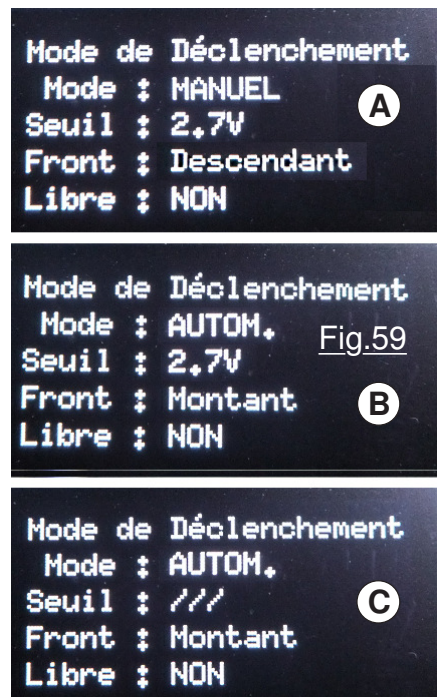 Mode de Déclenchement
Mode : MANUEL
A
Seuil : 2.7V
Front : Descendant
Libre : NON
Mode de Déclenchement
Mode : AUTOM.
Fig.59
Seuil : 2.7V
Front : Montant
B
Libre : NON
Mode de Déclenchement
Mode : AUTOM.
Seuil : ///
C
Front : Montant
Libre : NON